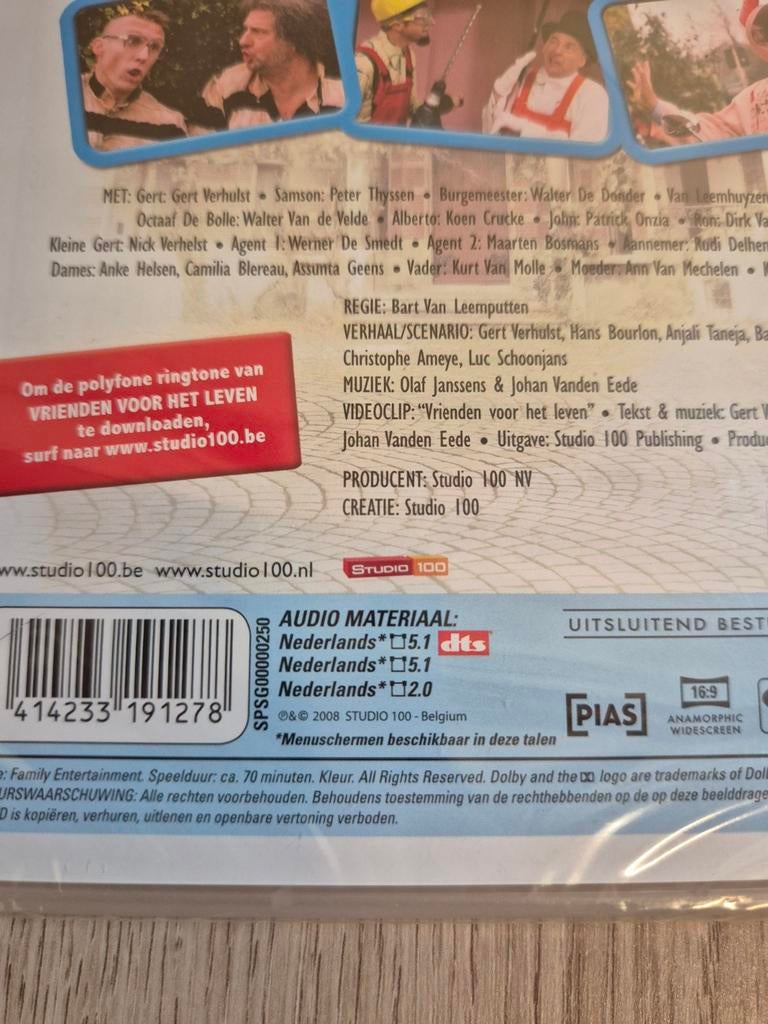 MET: Gert: Gert Verhulst • Samson: Peter Thyssen • Burgemeester: Walter De Donder • Van Leemhuyzen
Octaaf De Bolle: Walter Van de Velde • Alberto: Koen Crucke • John: Patrick Onzia • Ron: Dirk
Kleine Gert: Nick Verhelst • Agent 1: Werner De Smedt • Agent 2: Maarten Bosmans • Aannemer: Rudi Delhem
Dames: Anke Helsen, Camilia Blereau, Assunta Geens • Vader: Kurt Van Molle • Moeder: Ann Van Mechelen •
REGIE: Bart Van Leemputten
VERHAAL/SCENARIO: Gert Verhulst, Hans Bourlon, Anjali Taneja, Ba
Christophe Ameye, Luc Schoonjans
MUZIEK: Olaf Janssens & Johan Vanden Eede
VIDEOCLIP: "Vrienden voor het leven" • Tekst & muziek: Gert V
Johan Vanden Eede • Uitgave: Studio 100 Publishing • Produ
PRODUCENT: Studio 100 NV
CREATIE: Studio 100
Om de polyfone ringtone van
VRIENDEN VOOR HET LEVEN
te downloaden,
surf naar www.studio100.be
ww.studio100.be www.studio100.nl
STUDIO 100
414233 191278
SPSG00000250
AUDIO MATERIAAL:
Nederlands* 5.1 dts
Nederlands* 5.1
Nederlands* 2.0
℗&© 2008 STUDIO 100 - Belgium
*Menuschermen beschikbaar in deze talen
UITSLUITEND BEST
[PIAS]
16:9
ANAMORPHIC
WIDESCREEN
e: Family Entertainment. Speelduur: ca. 70 minuten. Kleur. All Rights Reserved. Dolby and the logo are trademarks of Dol
URSWAARSCHUWING: Alle rechten voorbehouden. Behoudens toestemming van de rechthebbenden op de op deze beelddrage
D is kopiëren, verhuren, uitlenen en openbare vertoning verboden.